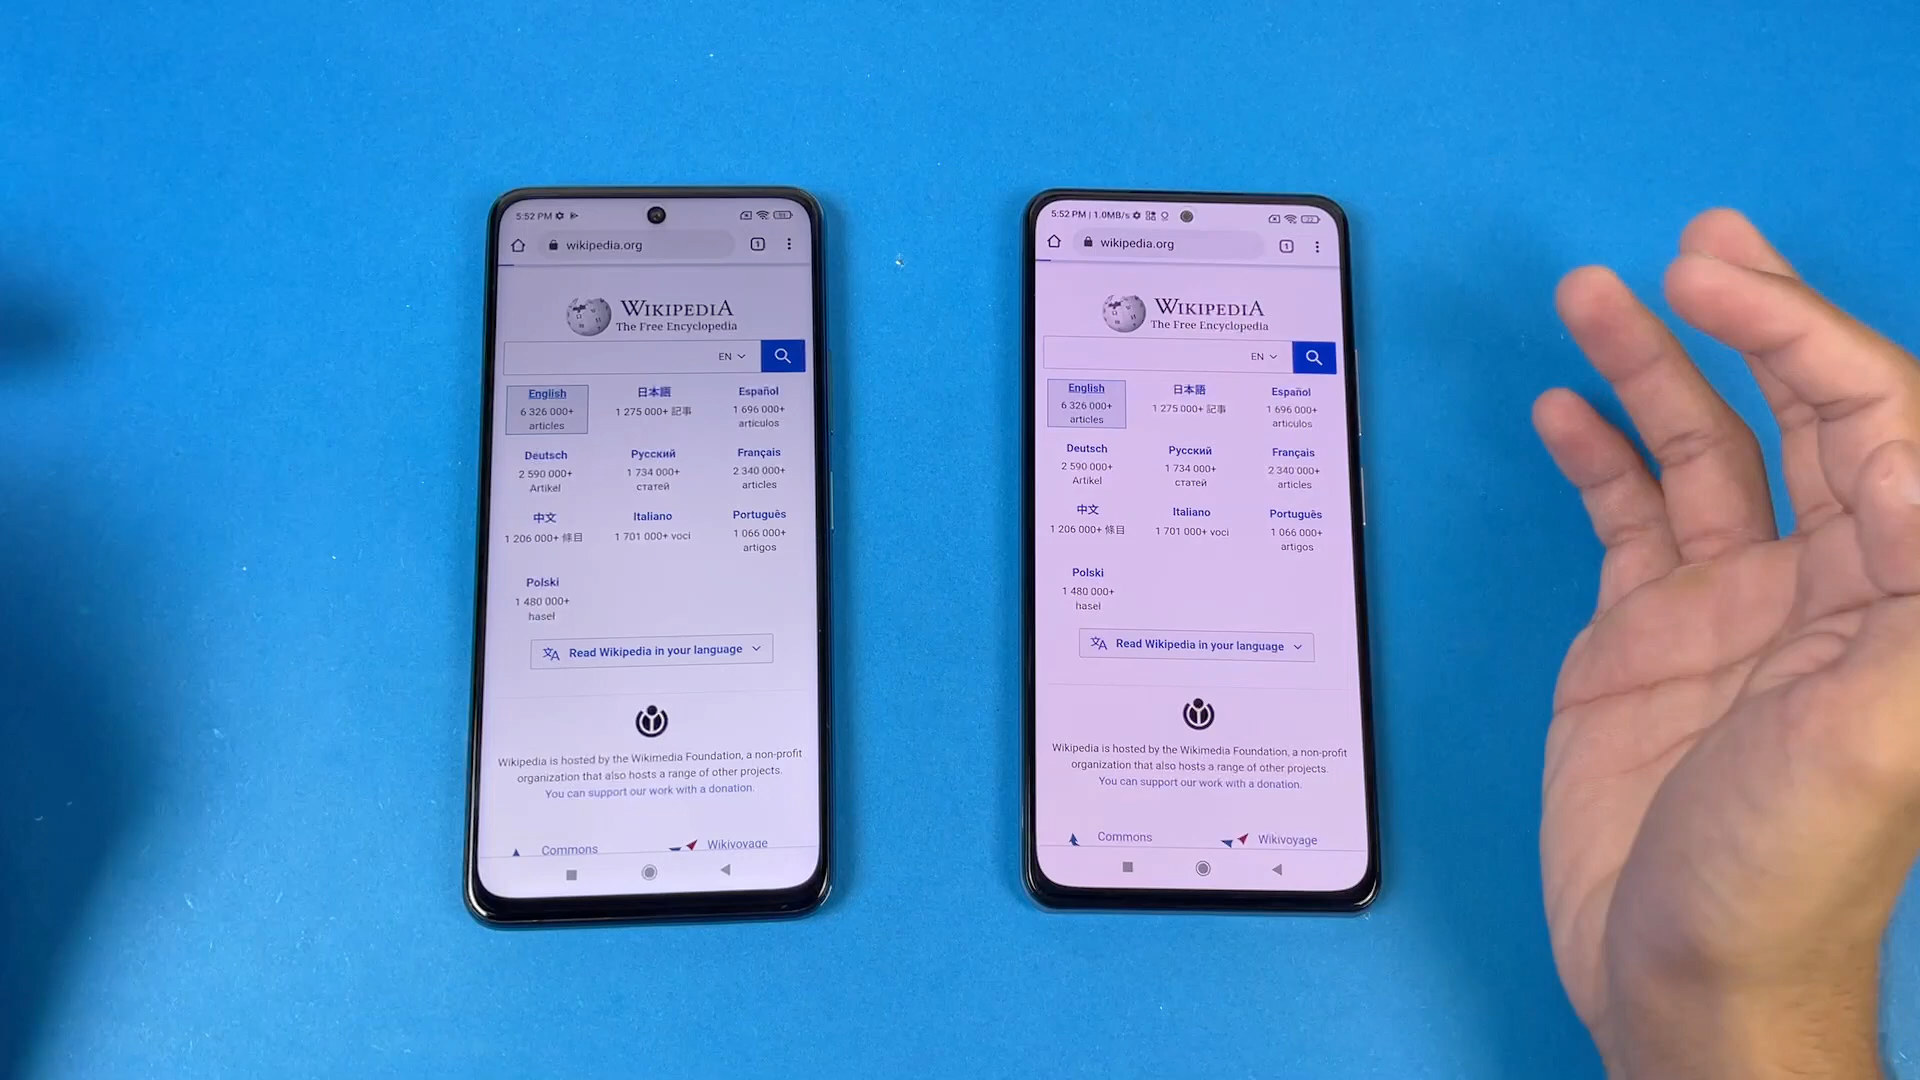 5:52 PM
wikipedia.org
1
WIKIPEDIA
The Free Encyclopedia
EN
English
6 326 000+
articles
日本語
1 275 000+ 記事
Español
1 696 000+
artículos
Deutsch
2 590 000+
Artikel
Русский
1 734 000+
статей
Français
2 340 000+
articles
中文
1 206 000+ 條目
Italiano
1 701 000+ voci
Português
1 066 000+
artigos
Polski
1 480 000+
haseł
Read Wikipedia in your language
Wikipedia is hosted by the Wikimedia Foundation, a non-profit
organization that also hosts a range of other projects.
You can support our work with a donation.
Commons
Wikivoyage
5:52 PM | 1.0MB/s
wikipedia.org
1
WIKIPEDIA
The Free Encyclopedia
EN
English
6 326 000+
articles
日本語
1 275 000+ 記事
Español
1 696 000+
artículos
Deutsch
2 590 000+
Artikel
Русский
1 734 000+
статей
Français
2 340 000+
articles
中文
1 206 000+ 條目
Italiano
1 701 000+ voci
Português
1 066 000+
artigos
Polski
1 480 000+
haseł
Read Wikipedia in your language
Wikipedia is hosted by the Wikimedia Foundation, a non-profit
organization that also hosts a range of other projects.
You can support our work with a donation.
Commons
Wikivoyage